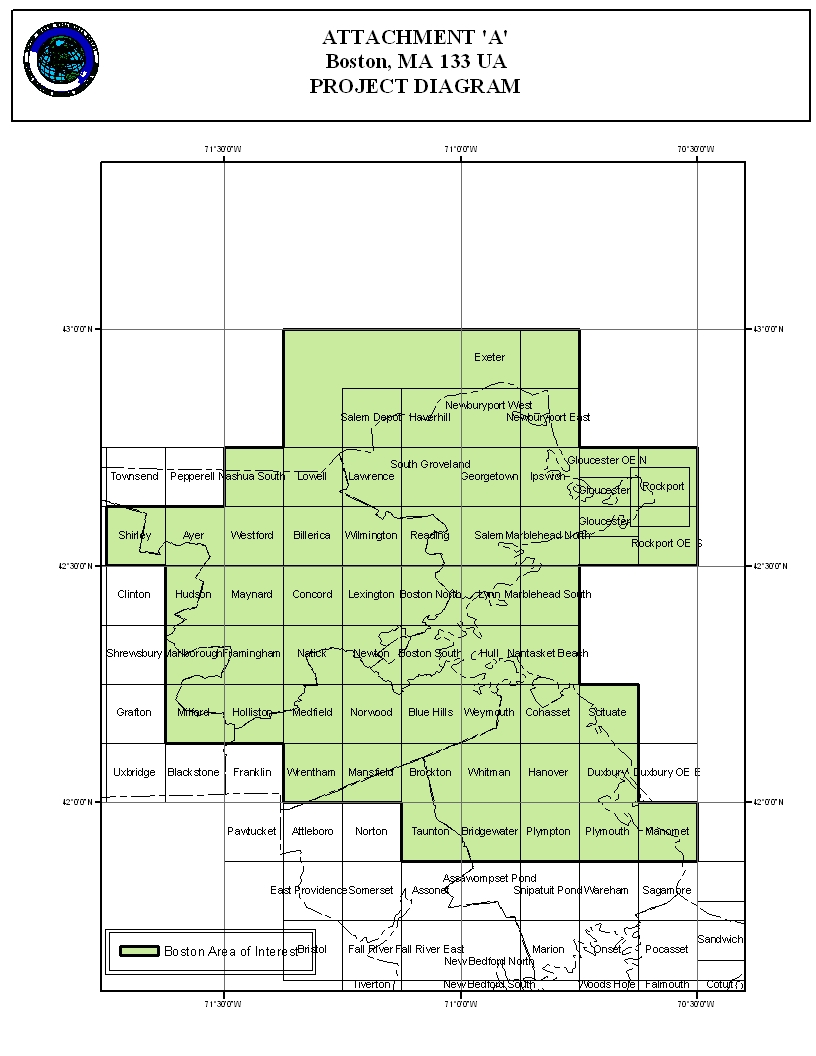 ATTACHMENT 'A'
Boston, MA 133 UA
PROJECT DIAGRAM
71°30'0"W 71°0'0"W 70°30'0"W
43°0'0"N 43°0'0"N
Exeter
Newburyport West
Salem Depot Haverhill Newburyport East
South Groveland Gloucester OE N
Townsend Pepperell Nashua South Lowell Lawrence Georgetown Ipswich
Gloucester Rockport
Gloucester
Shirley Ayer Westford Billerica Wilmington Reading Salem Marblehead North
Rockport OE S
42°30'0"N 42°30'0"N
Clinton Hudson Maynard Concord Lexington Boston North Lynn Marblehead South
Shrewsbury Marlborough Framingham Natick Newton Boston South Hull Nantasket Beach
Grafton Milford Holliston Medfield Norwood Blue Hills Weymouth Cohasset Scituate
Uxbridge Blackstone Franklin Wrentham Mansfield Brockton Whitman Hanover Duxbury Duxbury OE E
42°0'0"N 42°0'0"N
Pawtucket Attleboro Norton Taunton Bridgewater Plympton Plymouth Manomet
Assawompset Pond
East Providence Somerset Assonet Snipatuit Pond Wareham Sagamore
Sandwich
Boston Area of Interest Bristol Fall River Fall River East Marion Onset Pocasset
New Bedford North
Tiverton New Bedford South Woods Hole Falmouth Cotuit
71°30'0"W 71°0'0"W 70°30'0"W